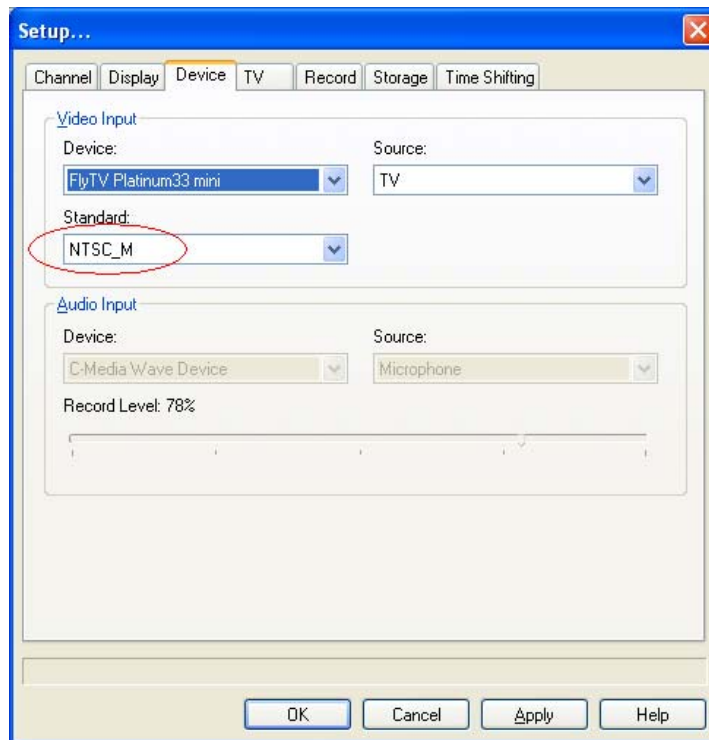 Setup...
Channel Display Device TV Record Storage Time Shifting
Video Input
Device: Source:
FlyTV Platinum33 mini TV
Standard:
NTSC_M
Audio Input
Device: Source:
C-Media Wave Device Microphone
Record Level: 78%
OK Cancel Apply Help